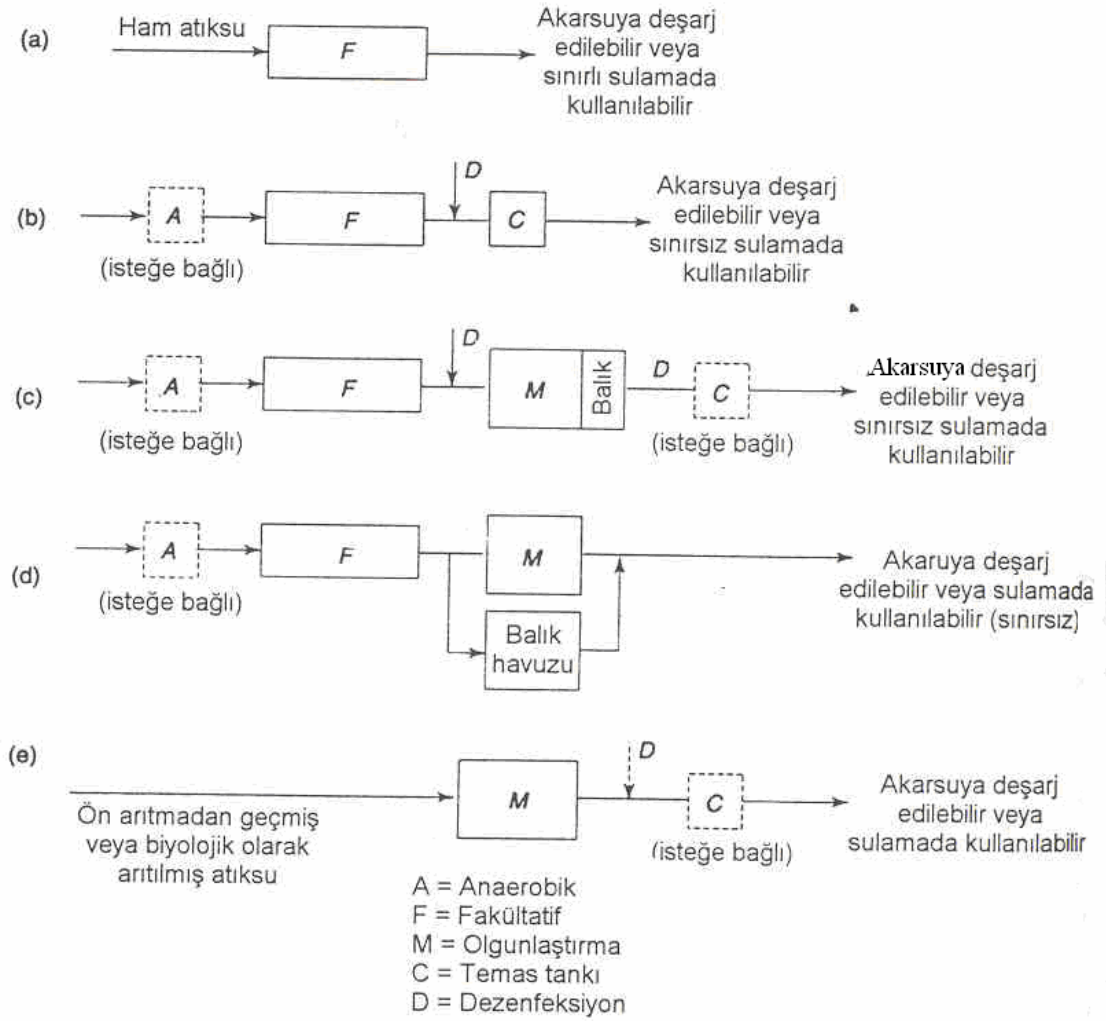 (a)
Ham atıksu
F
Akarsuya deşarj
edilebilir veya
sınırlı sulamada
kullanılabilir
(b)
A
(isteğe bağlı)
F
D
C
Akarsuya deşarj
edilebilir veya
sınırsız sulamada
kullanılabilir
(c)
A
(isteğe bağlı)
F
D
M
Balık
D
C
(isteğe bağlı)
Akarsuya deşarj
edilebilir veya
sınırsız sulamada
kullanılabilir
(d)
A
(isteğe bağlı)
F
M
Balık
havuzu
Akaruya deşarj
edilebilir veya sulamada
kullanılabilir (sınırsız)
(e)
Ön arıtmadan geçmiş
veya biyolojik olarak
arıtılmış atıksu
M
D
C
(isteğe bağlı)
Akarsuya deşarj
edilebilir veya
sulamada kullanılabilir
A = Anaerobik
F = Fakültatif
M = Olgunlaştırma
C = Temas tankı
D = Dezenfeksiyon